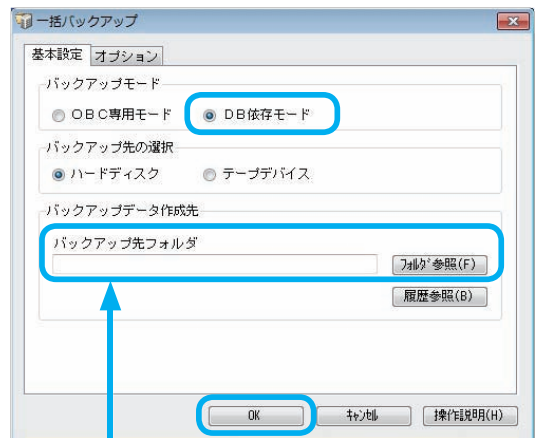 一括バックアップ
基本設定 オプション
バックアップモード
OBC専用モード DB依存モード
バックアップ先の選択
ハードディスク テープデバイス
バックアップデータ作成先
バックアップ先フォルダ
ﾌｫﾙﾀﾞ参照(F)
履歴参照(B)
OK ｷｬﾝｾﾙ 操作説明(H)